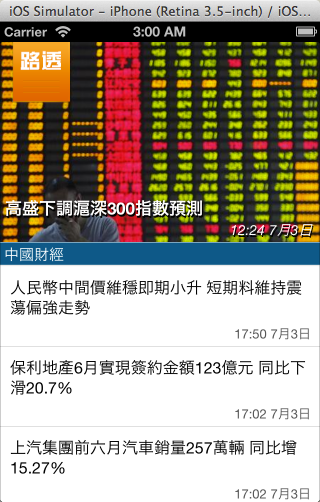 iOS Simulator – iPhone (Retina 3.5-inch) / iOS...
Carrier 3:00 AM
路透
高盛下調滬深300指數預測
12:24 7月3日
中國財經
人民幣中間價維穩即期小升 短期料維持震
蕩偏強走勢
17:50 7月3日
保利地產6月實現簽約金額123億元 同比下
滑20.7%
17:02 7月3日
上汽集團前六月汽車銷量257萬輛 同比增
15.27%
17:02 7月3日